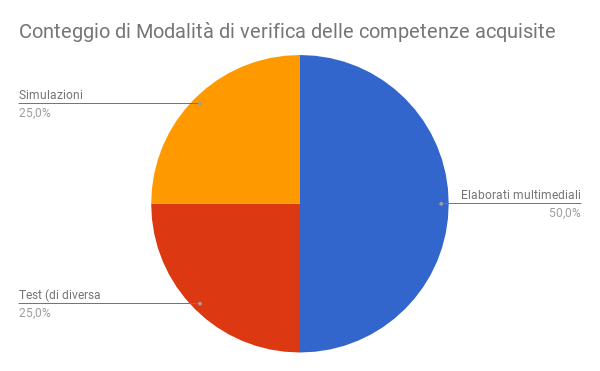 Conteggio di Modalità di verifica delle competenze acquisite
Simulazioni
25,0%
Elaborati multimediali
50,0%
Test (di diversa
25,0%